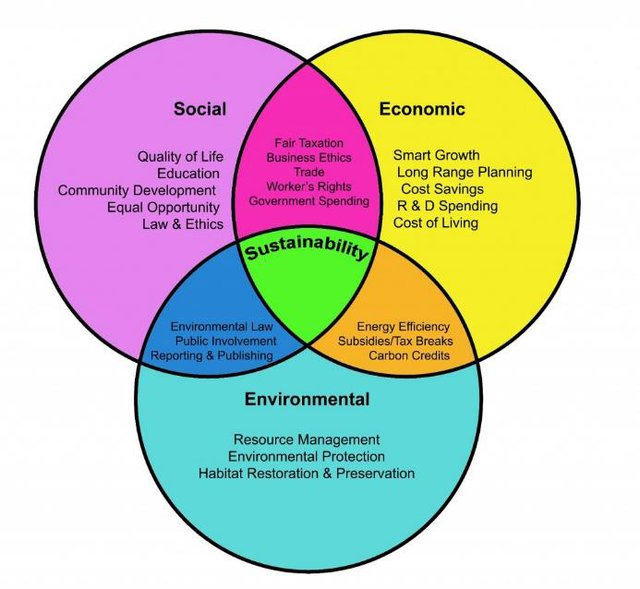 Social
Quality of Life
Education
Community Development
Equal Opportunity
Law & Ethics
Fair Taxation
Business Ethics
Trade
Worker's Rights
Government Spending
Economic
Smart Growth
Long Range Planning
Cost Savings
R & D Spending
Cost of Living
Sustainability
Environmental Law
Public Involvement
Reporting & Publishing
Energy Efficiency
Subsidies/Tax Breaks
Carbon Credits
Environmental
Resource Management
Environmental Protection
Habitat Restoration & Preservation